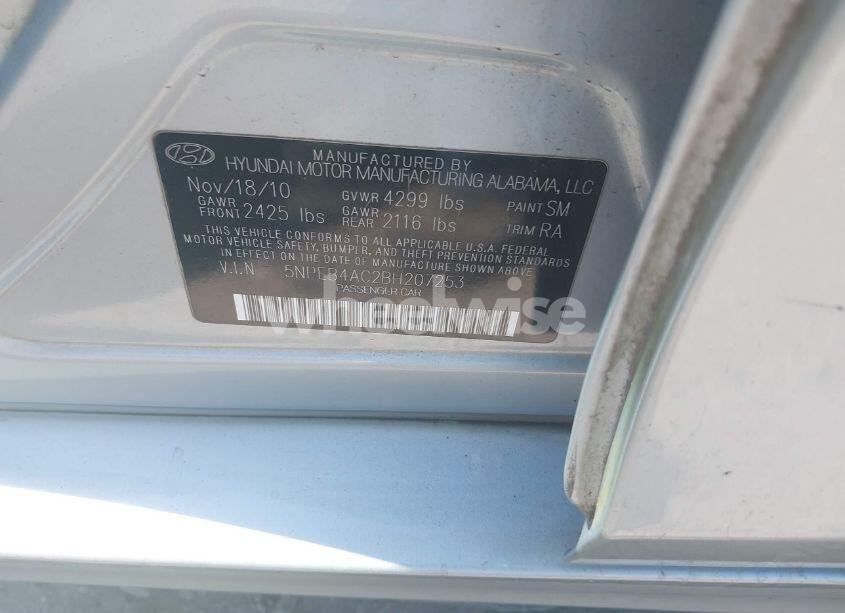 MANUFACTURED BY
HYUNDAI MOTOR MANUFACTURING ALABAMA, LLC
Nov/18/10 GVWR 4299 lbs PAINT SM
GAWR FRONT 2425 lbs GAWR REAR 2116 lbs TRIM RA
THIS VEHICLE CONFORMS TO ALL APPLICABLE U.S.A. FEDERAL
MOTOR VEHICLE SAFETY, BUMPER, AND THEFT PREVENTION STANDARDS
IN EFFECT ON THE DATE OF MANUFACTURE SHOWN ABOVE.
V.I.N 5NPEB4AC2BH207253
PASSENGER CAR
wheelwise